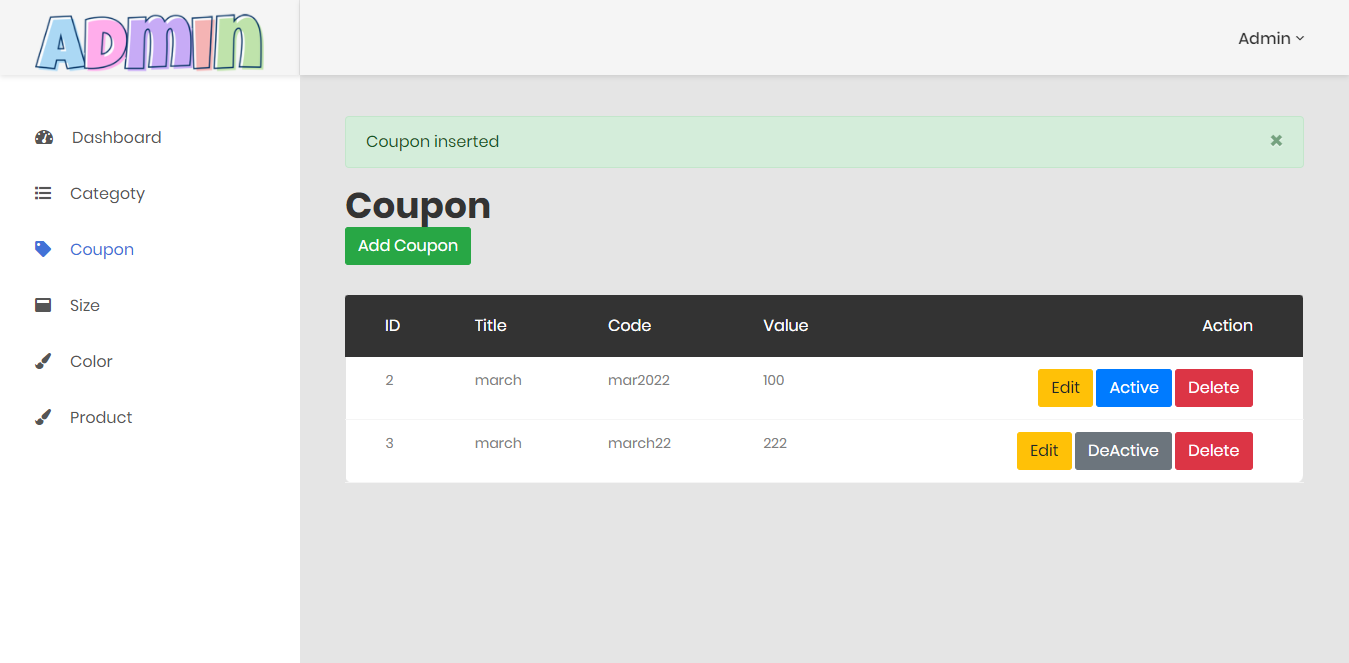 ADMIN
Admin
Dashboard
Categoty
Coupon
Size
Color
Product
Coupon inserted ×
Coupon
Add Coupon
ID Title Code Value Action
2 march mar2022 100 Edit Active Delete
3 march march22 222 Edit DeActive Delete